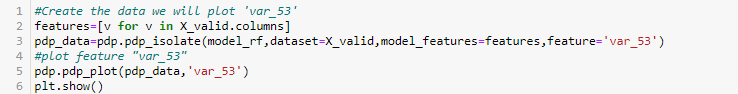 1 #Create the data we will plot 'var_53'
2 features=[v for v in X_valid.columns]
3 pdp_data=pdp.pdp_isolate(model_rf,dataset=X_valid,model_features=features,feature='var_53')
4 #plot feature "var_53"
5 pdp.pdp_plot(pdp_data,'var_53')
6 plt.show()